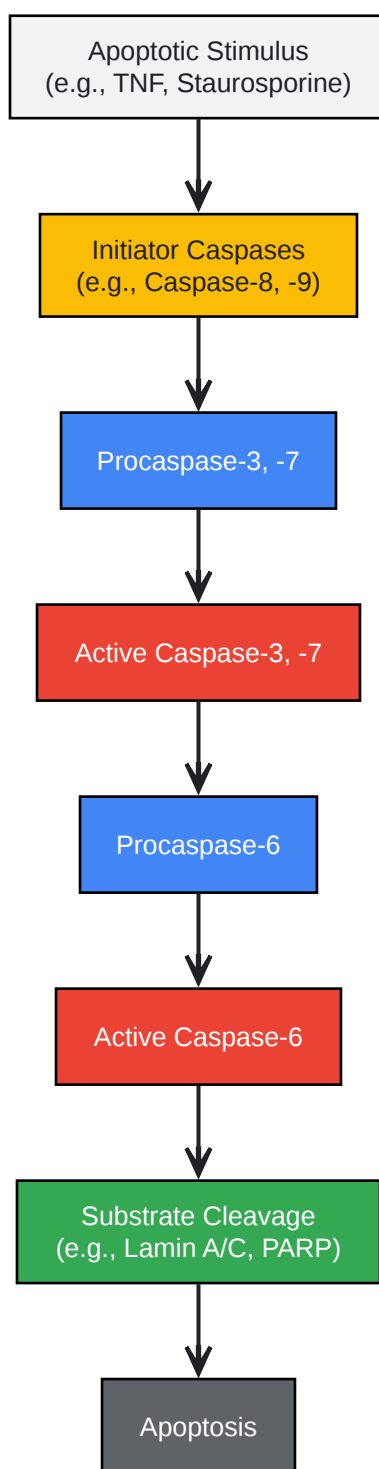 Apoptotic Stimulus
(e.g., TNF, Staurosporine)
Initiator Caspases
(e.g., Caspase-8, -9)
Procaspase-3, -7
Active Caspase-3, -7
Procaspase-6
Active Caspase-6
Substrate Cleavage
(e.g., Lamin A/C, PARP)
Apoptosis